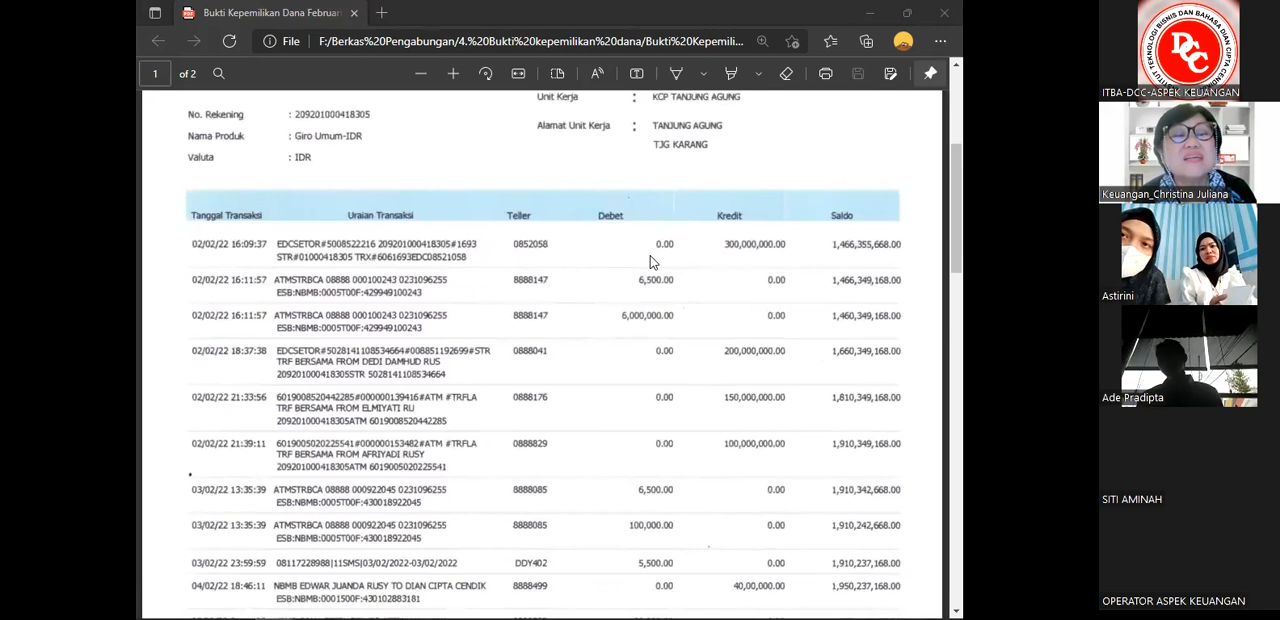 Bukti Kepemilikan Dana Februari
File
F:/Berkas%20Pengabungan/4.%20Bukti%20kepemilikan%20dana/Bukti%20Kepemili...
1 of 2
Unit Kerja : KCP TANJUNG AGUNG
No. Rekening : 209201000418305
Alamat Unit Kerja : TANJUNG AGUNG
Nama Produk : Giro Umum-IDR
TJG KARANG
Valuta : IDR
Tanggal Transaksi Uraian Transaksi Teller Debet Kredit Saldo
02/02/22 16:09:37 EDCSETOR#5008522216 209201000418305#1693 0852058 0.00 300,000,000.00 1,466,355,668.00
STR#01000418305 TRX#6061693EDC08521058
02/02/22 16:11:57 ATMSTRBCA 08888 000100243 0231096255 8888147 6,500.00 0.00 1,466,349,168.00
ESB:NBMB:0005T00F:429949100243
02/02/22 16:11:57 ATMSTRBCA 08888 000100243 0231096255 8888147 6,000,000.00 0.00 1,460,349,168.00
ESB:NBMB:0005T00F:429949100243
02/02/22 18:37:38 EDCSETOR#5028141108534664#008851192699#STR 0888041 0.00 200,000,000.00 1,660,349,168.00
TRF BERSAMA FROM DEDI DAMHUD RUS
209201000418305STR 5028141108534664
02/02/22 21:33:56 6019008520442285#000000139416#ATM #TRFLA 0888176 0.00 150,000,000.00 1,810,349,168.00
TRF BERSAMA FROM ELMIYATI RU
209201000418305ATM 6019008520442285
02/02/22 21:39:11 6019005020225541#000000153482#ATM #TRFLA 0888829 0.00 100,000,000.00 1,910,349,168.00
TRF BERSAMA FROM AFRIYADI RUSY
209201000418305ATM 6019005020225541
03/02/22 13:35:39 ATMSTRBCA 08888 000922045 0231096255 8888085 6,500.00 0.00 1,910,342,668.00
ESB:NBMB:0005T00F:430018922045
03/02/22 13:35:39 ATMSTRBCA 08888 000922045 0231096255 8888085 100,000.00 0.00 1,910,242,668.00
ESB:NBMB:0005T00F:430018922045
03/02/22 23:59:59 08117228988|11SMS|03/02/2022-03/02/2022 DDY402 5,500.00 0.00 1,910,237,168.00
04/02/22 18:46:11 NBMB EDWAR JUANDA RUSY TO DIAN CIPTA CENDIK 8888499 0.00 40,00,000.00 1,950,237,168.00
ESB:NBMB:0001500F:430102883181
DCC
ITBA-DCC-ASPEK KEUANGAN
Keuangan_Christina Juliana
Astirini
Ade Pradipta
SITI AMINAH
OPERATOR ASPEK KEUANGAN